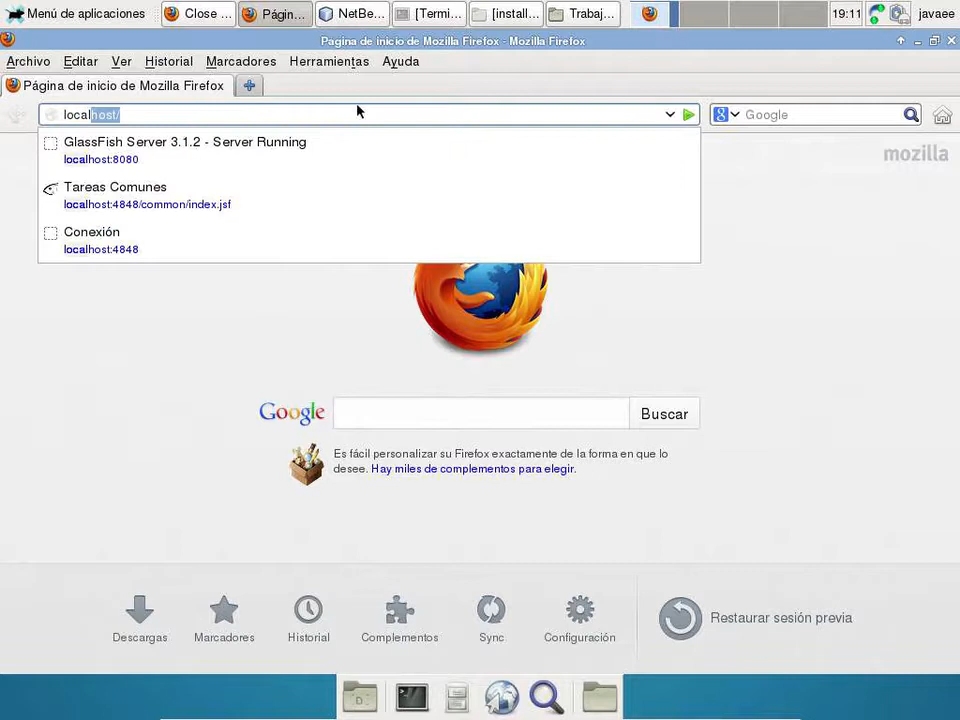 Menú de aplicaciones
Close ...
Págin...
NetBe...
[Termi...
[install...
Trabaj...
19:11
javaee
Página de inicio de Mozilla Firefox - Mozilla Firefox
Archivo Editar Ver Historial Marcadores Herramientas Ayuda
Página de inicio de Mozilla Firefox
localhost/
8 Google
GlassFish Server 3.1.2 - Server Running
localhost:8080
mozilla
Tareas Comunes
localhost:4848/common/index.jsf
Conexión
localhost:4848
Google
Buscar
Es fácil personalizar su Firefox exactamente de la forma en que lo
desee. Hay miles de complementos para elegir.
Descargas
Marcadores
Historial
Complementos
Sync
Configuración
Restaurar sesión previa
D